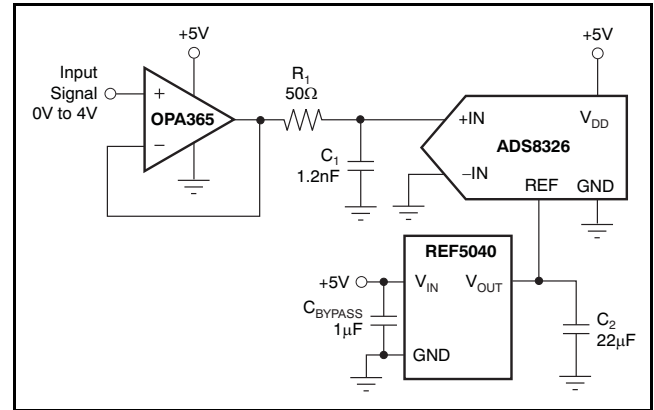 +5V
Input
Signal
0V to 4V
+
−
OPA365
R1
50Ω
C1
1.2nF
+5V
+IN
VDD
ADS8326
−IN
REF
GND
REF5040
+5V
VIN
VOUT
CBYPASS
1μF
GND
C2
22μF